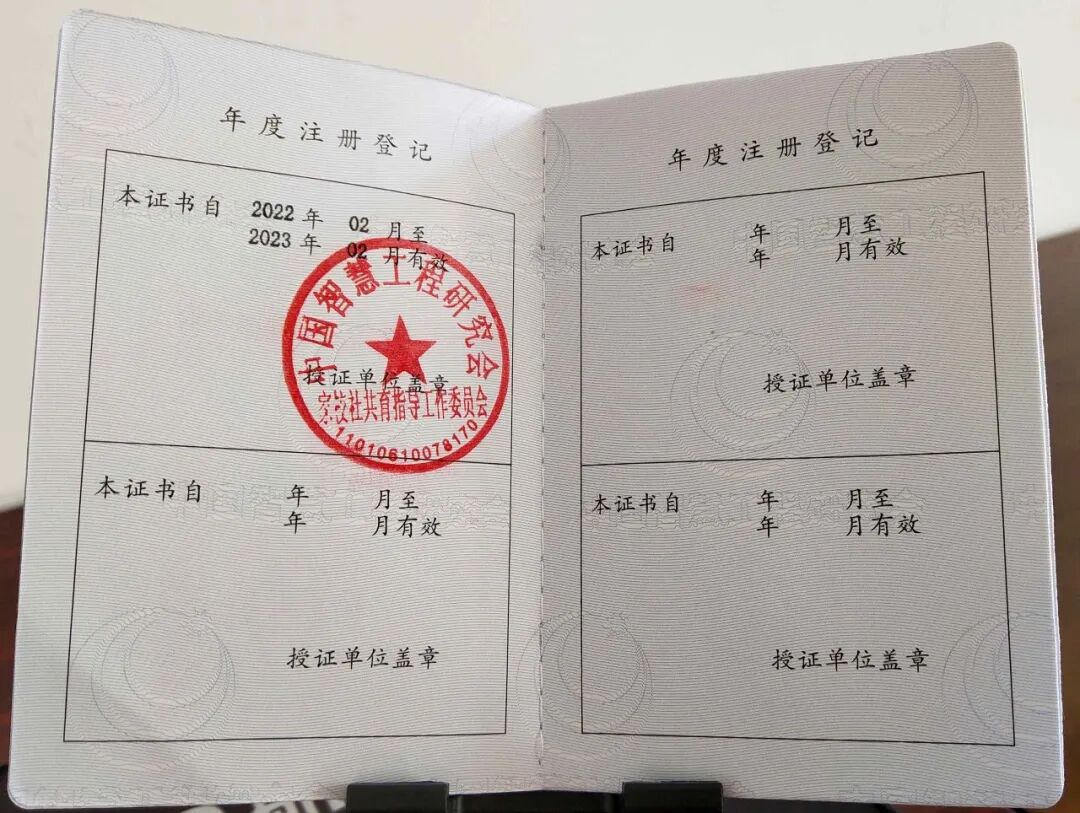 年度注册登记
本证书自 2022 年 02 月至
2023 年 02 月有效
中国智慧工程研究会
授证单位盖章
家校社共育指导工作委员会
本证书自 年 月至
年 月有效
授证单位盖章
年度注册登记
本证书自 年 月至
年 月有效
授证单位盖章
本证书自 年 月至
年 月有效
授证单位盖章